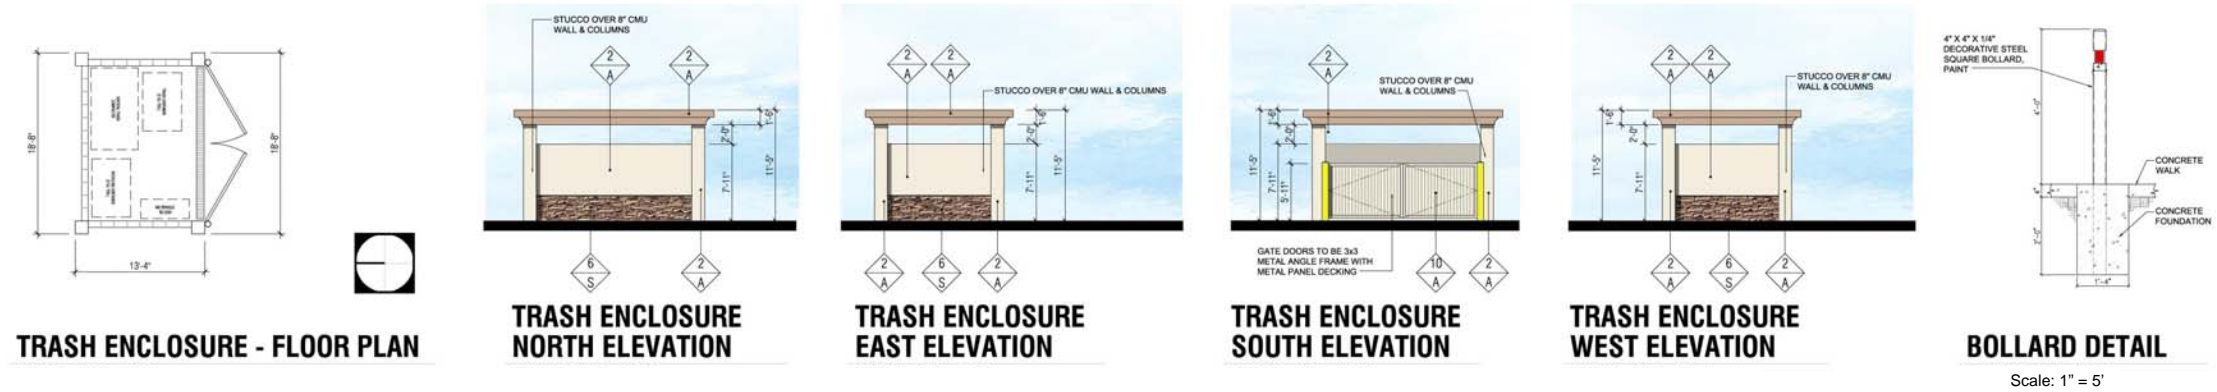 18'-8"
18'-8"
13'-4"
TRASH ENCLOSURE - FLOOR PLAN
STUCCO OVER 8" CMU
WALL & COLUMNS
2
A
2
A
1'-6"
2'-0"
7'-11"
11'-5"
6
S
2
A
TRASH ENCLOSURE
NORTH ELEVATION
2
A
2
A
STUCCO OVER 8" CMU WALL & COLUMNS
1'-6"
2'-0"
7'-11"
11'-5"
2
A
6
S
2
A
TRASH ENCLOSURE
EAST ELEVATION
2
A
STUCCO OVER 8" CMU
WALL & COLUMNS
1'-6"
2'-0"
11'-5"
7'-11"
5'-11"
GATE DOORS TO BE 3x3
METAL ANGLE FRAME WITH
METAL PANEL DECKING
10
A
2
A
TRASH ENCLOSURE
SOUTH ELEVATION
2
A
2
A
STUCCO OVER 8" CMU
WALL & COLUMNS
1'-6"
2'-0"
11'-5"
7'-11"
2
A
6
S
2
A
TRASH ENCLOSURE
WEST ELEVATION
4" X 4" X 1/4"
DECORATIVE STEEL
SQUARE BOLLARD,
PAINT
4"
4'-0"
CONCRETE
WALK
4"
CONCRETE
FOUNDATION
1'-4"
BOLLARD DETAIL
Scale: 1" = 5'